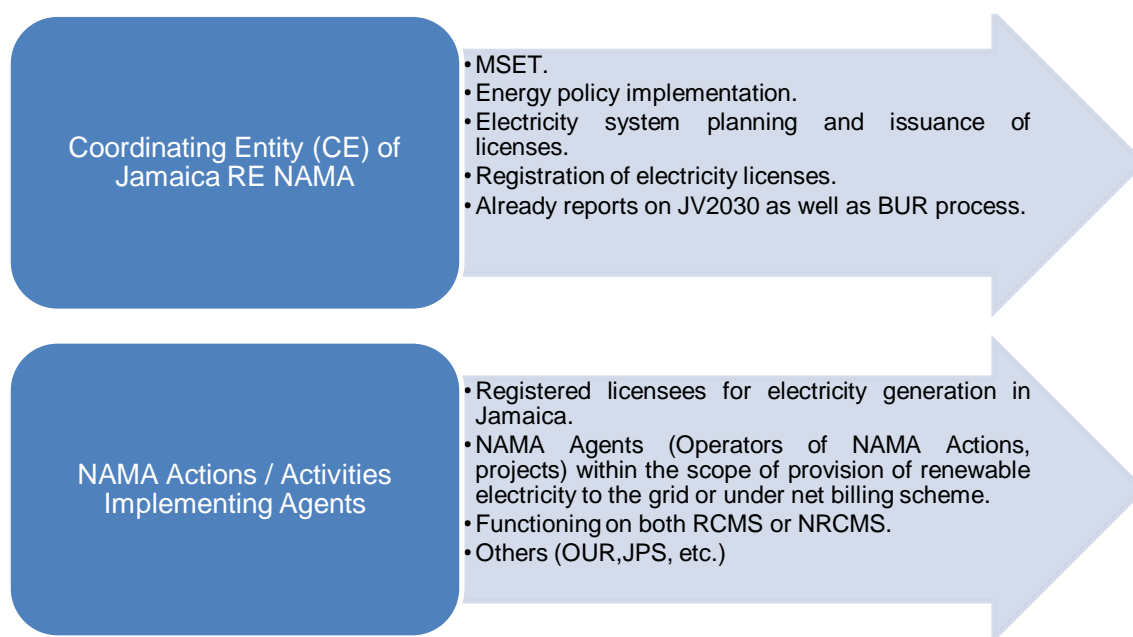 Coordinating Entity (CE) of
Jamaica RE NAMA
•MSET.
•Energy policy implementation.
•Electricity system planning and issuance of
licenses.
•Registration of electricity licenses.
•Already reports on JV2030 as well as BUR process.
NAMA Actions / Activities
Implementing Agents
•Registered licensees for electricity generation in
Jamaica.
•NAMA Agents (Operators of NAMA Actions,
projects) within the scope of provision of renewable
electricity to the grid or under net billing scheme.
•Functioning on both RCMS or NRCMS.
•Others (OUR,JPS, etc.)